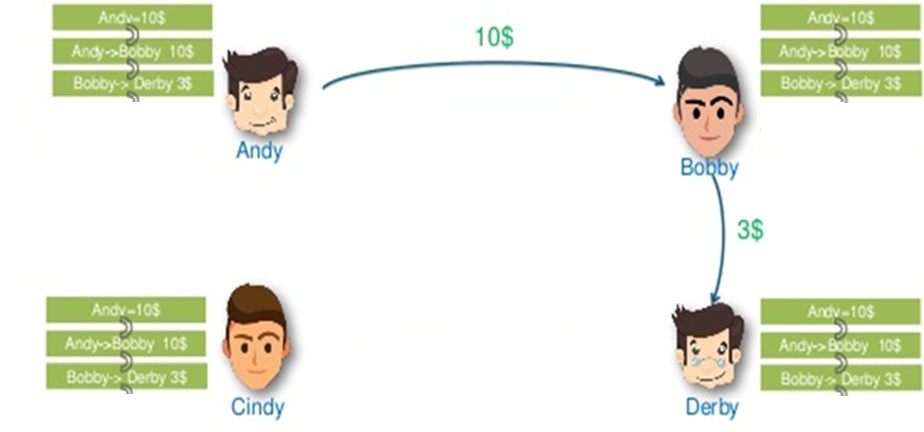 Andy=10$
Andy->Bobby 10$
Bobby-> Derby 3$
Andy
10$
Bobby
Andy=10$
Andy->Bobby 10$
Bobby-> Derby 3$
3$
Andy=10$
Andy->Bobby 10$
Bobby-> Derby 3$
Cindy
Derby
Andy=10$
Andy->Bobby 10$
Bobby-> Derby 3$